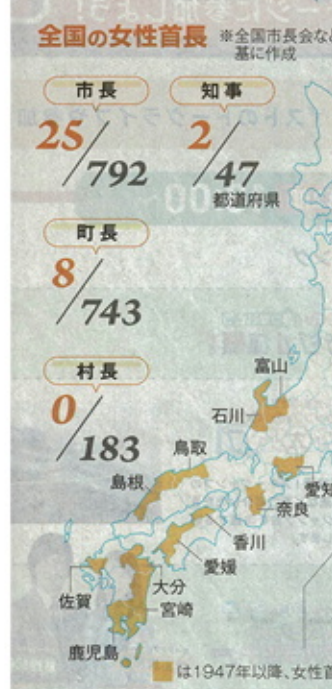 全国の女性首長 ※全国市長会な
基に作成
市長
25/792
知事
2/47
都道府県
町長
8/743
村長
0/183
富山
石川
鳥取
島根
愛知
奈良
香川
愛媛
大分
佐賀
宮崎
鹿児島
は1947年以降、女性首